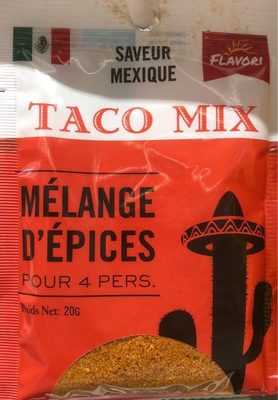 SAVEUR
MEXIQUE
FLAVORI
TACO MIX
MÉLANGE
D'ÉPICES
POUR 4 PERS.
Poids Net: 20G